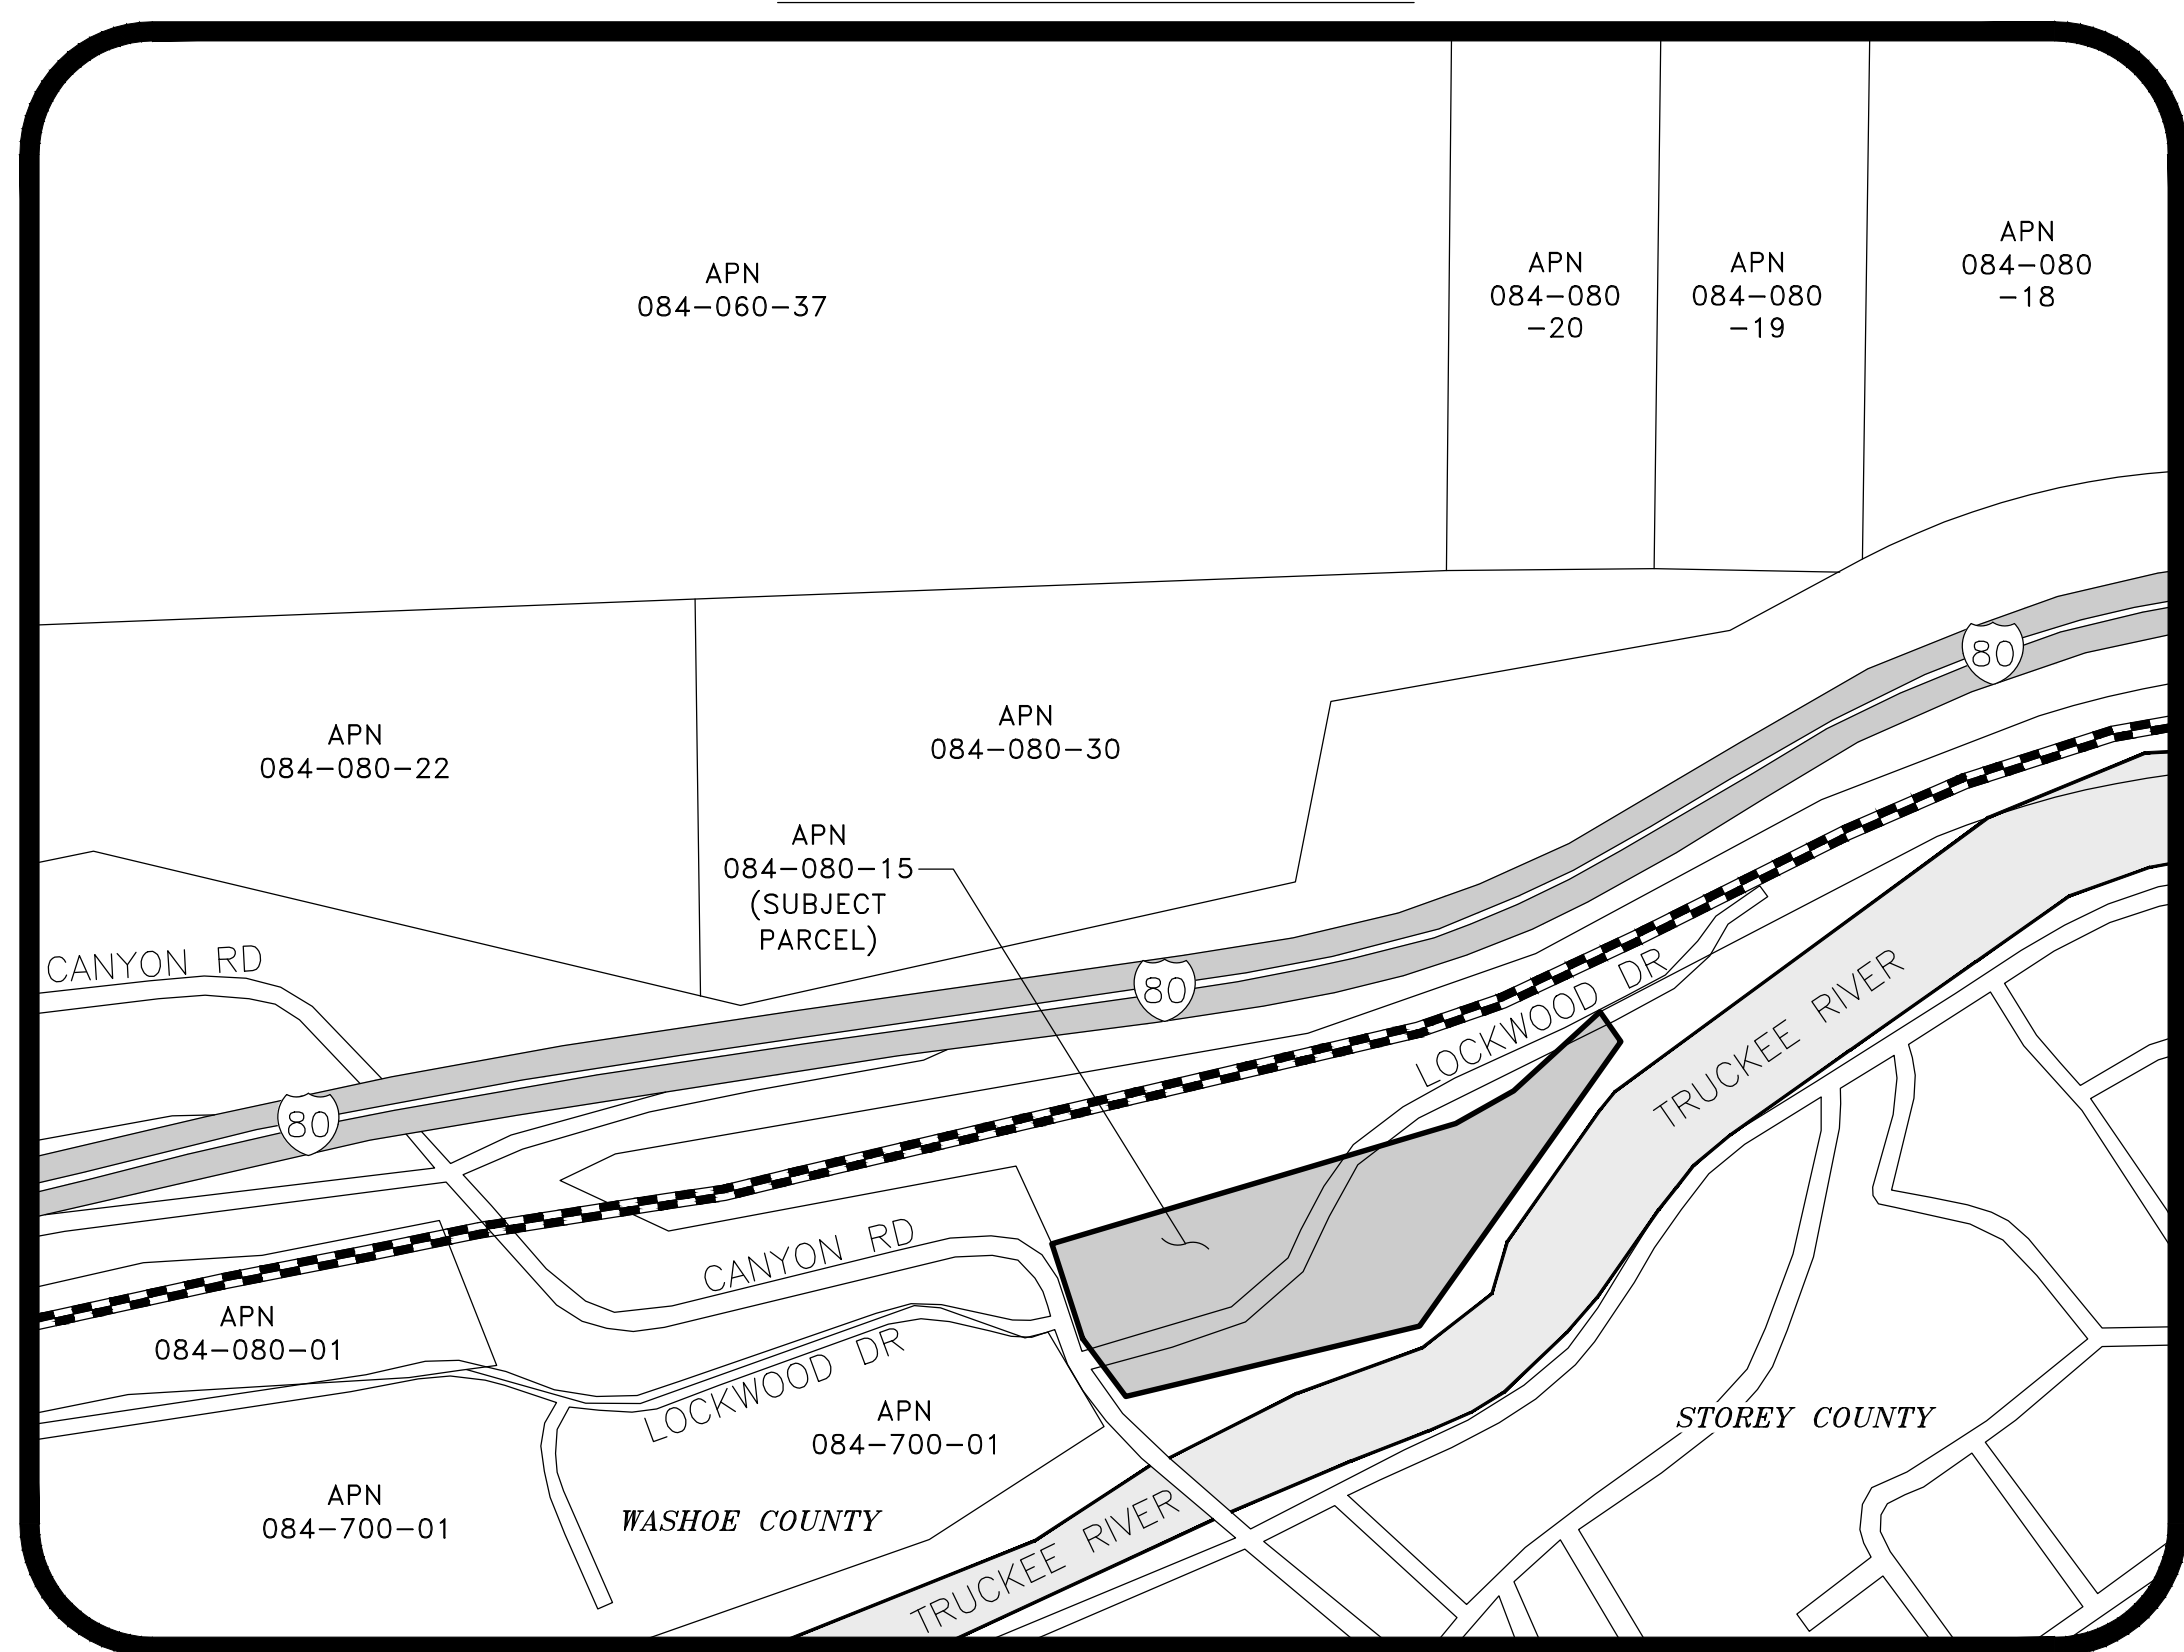 APN
084-060-37
APN
084-080
-20
APN
084-080
-19
APN
084-080
-18
80
APN
084-080-22
APN
084-080-30
APN
084-080-15
(SUBJECT
PARCEL)
CANYON RD
80
LOCKWOOD DR
TRUCKEE RIVER
80
CANYON RD
APN
084-080-01
LOCKWOOD DR
APN
084-700-01
STOREY COUNTY
APN
084-700-01
WASHOE COUNTY
TRUCKEE RIVER